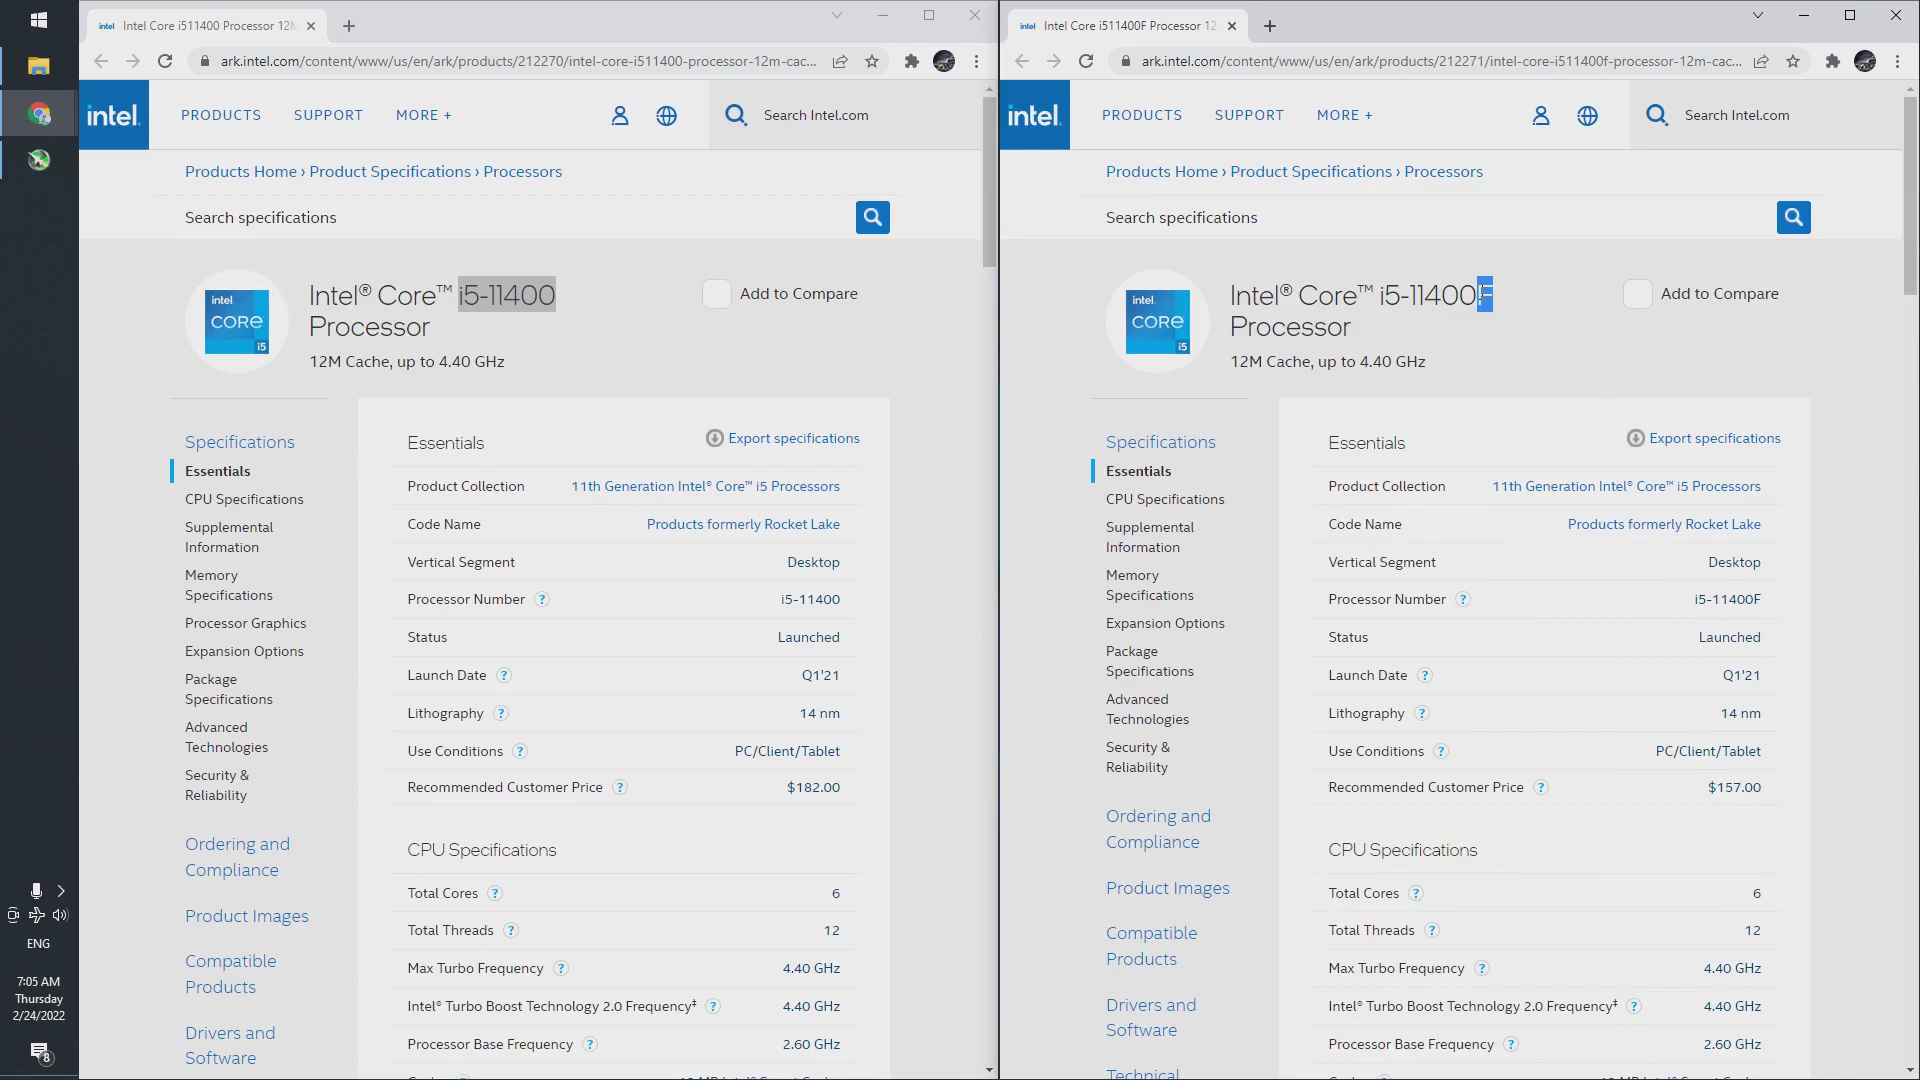 Intel Core i511400 Processor 12M
ark.intel.com/content/www/us/en/ark/products/212270/intel-core-i511400-processor-12m-cac...
intel.
PRODUCTS
SUPPORT
MORE +
Search Intel.com
Products Home › Product Specifications › Processors
Search specifications
intel
CORE
i5
Intel® Core™ i5-11400
Processor
12M Cache, up to 4.40 GHz
Add to Compare
Specifications
Essentials
CPU Specifications
Supplemental
Information
Memory
Specifications
Processor Graphics
Expansion Options
Package
Specifications
Advanced
Technologies
Security &
Reliability
Ordering and
Compliance
Product Images
Compatible
Products
Drivers and
Software
Essentials
Export specifications
Product Collection 11th Generation Intel® Core™ i5 Processors
Code Name Products formerly Rocket Lake
Vertical Segment Desktop
Processor Number ? i5-11400
Status Launched
Launch Date ? Q1'21
Lithography ? 14 nm
Use Conditions ? PC/Client/Tablet
Recommended Customer Price ? $182.00
CPU Specifications
Total Cores ? 6
Total Threads ? 12
Max Turbo Frequency ? 4.40 GHz
Intel® Turbo Boost Technology 2.0 Frequency‡ ? 4.40 GHz
Processor Base Frequency ? 2.60 GHz
Intel Core i511400F Processor 12
ark.intel.com/content/www/us/en/ark/products/212271/intel-core-i511400f-processor-12m-cac...
intel.
PRODUCTS
SUPPORT
MORE +
Search Intel.com
Products Home › Product Specifications › Processors
Search specifications
intel
CORE
i5
Intel® Core™ i5-11400F
Processor
12M Cache, up to 4.40 GHz
Add to Compare
Specifications
Essentials
CPU Specifications
Supplemental
Information
Memory
Specifications
Expansion Options
Package
Specifications
Advanced
Technologies
Security &
Reliability
Ordering and
Compliance
Product Images
Compatible
Products
Drivers and
Software
Technical
Essentials
Export specifications
Product Collection 11th Generation Intel® Core™ i5 Processors
Code Name Products formerly Rocket Lake
Vertical Segment Desktop
Processor Number ? i5-11400F
Status Launched
Launch Date ? Q1'21
Lithography ? 14 nm
Use Conditions ? PC/Client/Tablet
Recommended Customer Price ? $157.00
CPU Specifications
Total Cores ? 6
Total Threads ? 12
Max Turbo Frequency ? 4.40 GHz
Intel® Turbo Boost Technology 2.0 Frequency‡ ? 4.40 GHz
Processor Base Frequency ? 2.60 GHz
ENG
7:05 AM
Thursday
2/24/2022
8